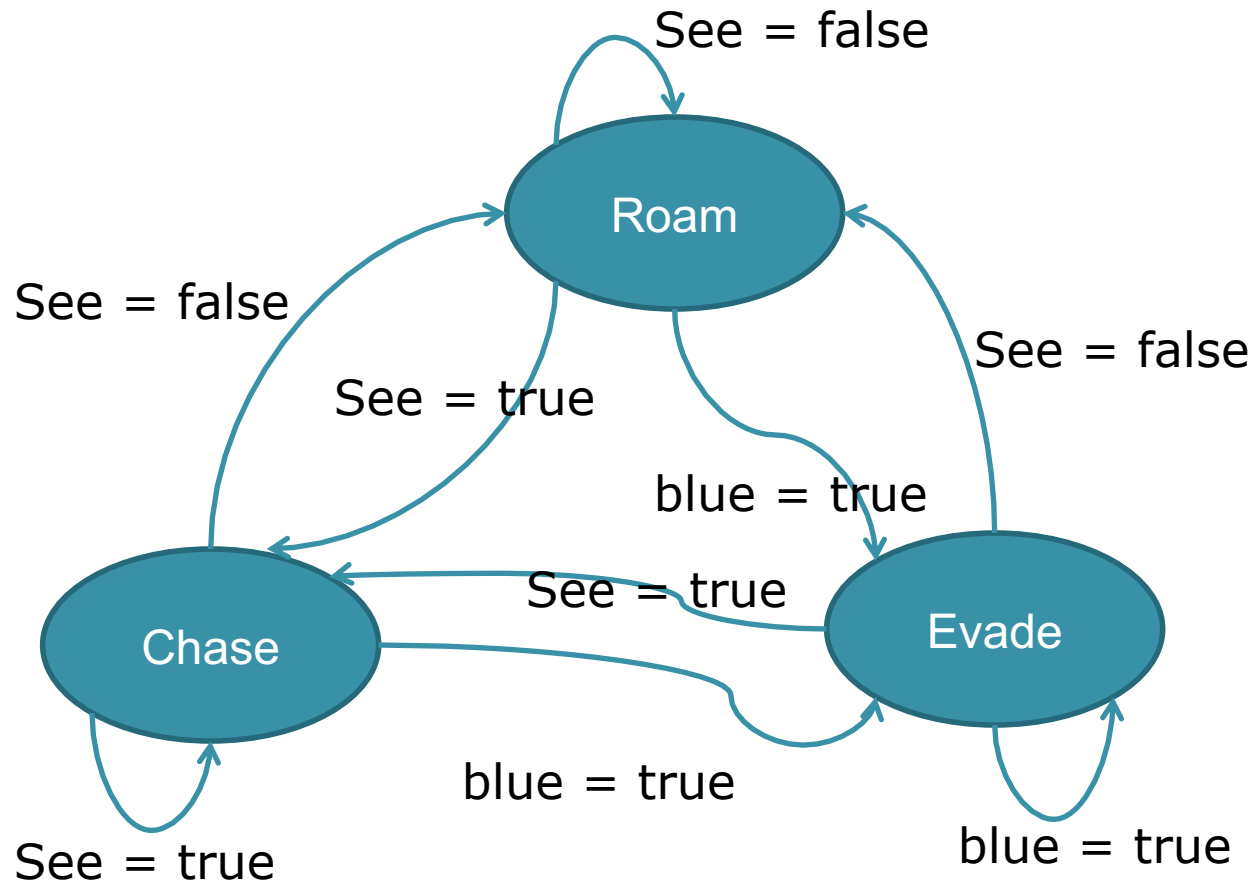 See = false
Roam
See = false
See = false
See = true
blue = true
See = true
Evade
Chase
blue = true
blue = true
See = true